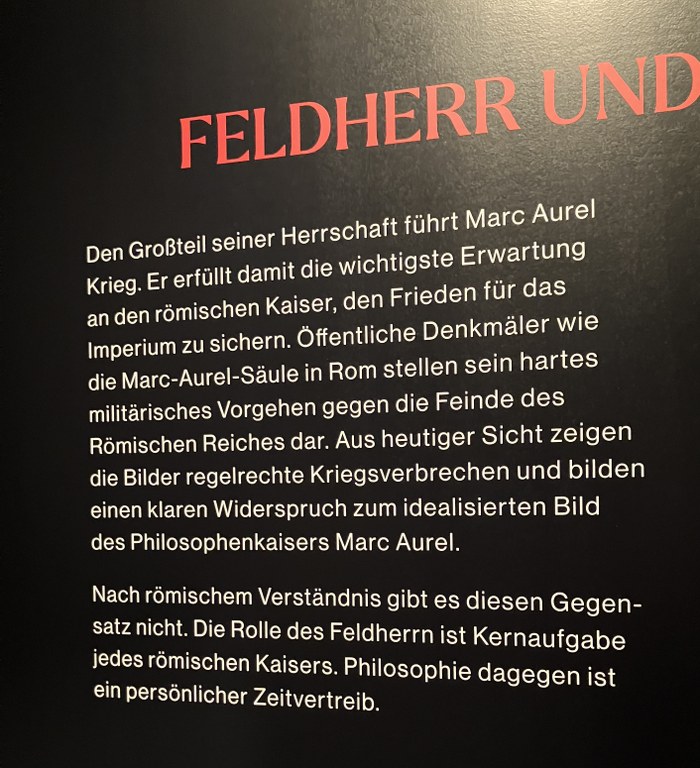 FELDHERR UND
Den Großteil seiner Herrschaft führt Marc Aurel
Krieg. Er erfüllt damit die wichtigste Erwartung
an den römischen Kaiser, den Frieden für das
Imperium zu sichern. Öffentliche Denkmäler wie
die Marc-Aurel-Säule in Rom stellen sein hartes
militärisches Vorgehen gegen die Feinde des
Römischen Reiches dar. Aus heutiger Sicht zeigen
die Bilder regelrechte Kriegsverbrechen und bilden
einen klaren Widerspruch zum idealisierten Bild
des Philosophenkaisers Marc Aurel.
Nach römischem Verständnis gibt es diesen Gegen-
satz nicht. Die Rolle des Feldherrn ist Kernaufgabe
jedes römischen Kaisers. Philosophie dagegen ist
ein persönlicher Zeitvertreib.